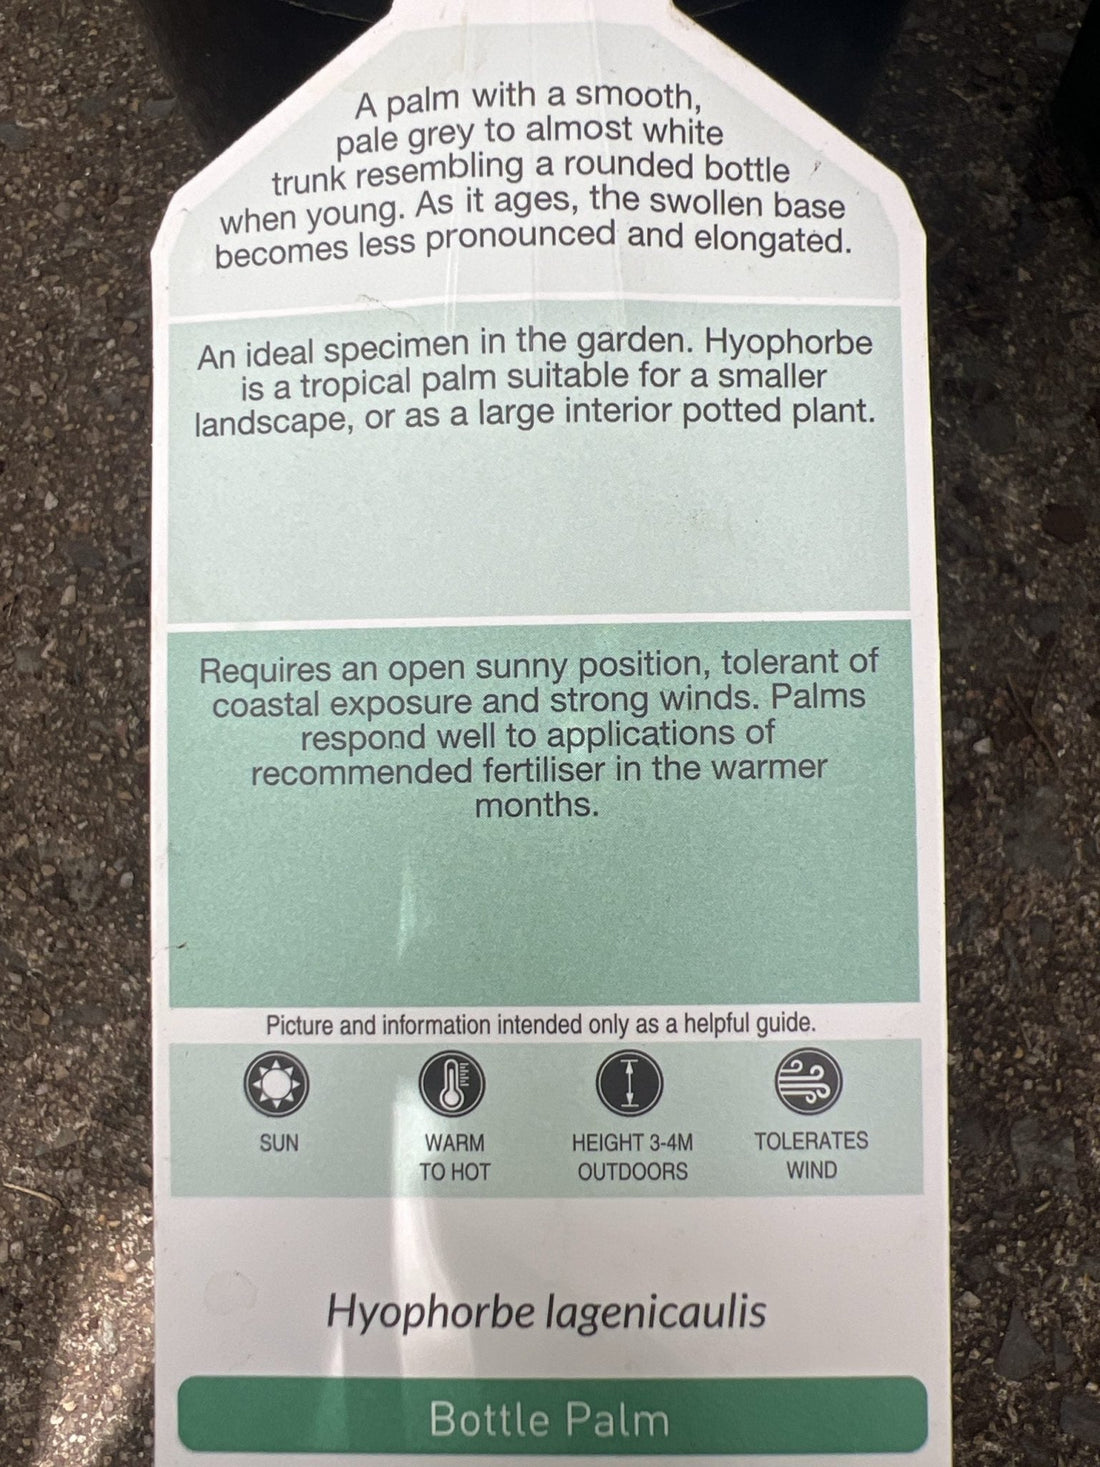 A palm with a smooth,
pale grey to almost white
trunk resembling a rounded bottle
when young. As it ages, the swollen base
becomes less pronounced and elongated.
An ideal specimen in the garden. Hyophorbe
is a tropical palm suitable for a smaller
landscape, or as a large interior potted plant.
Requires an open sunny position, tolerant of
coastal exposure and strong winds. Palms
respond well to applications of
recommended fertiliser in the warmer
months.
Picture and information intended only as a helpful guide.
SUN
WARM
TO HOT
HEIGHT 3-4M
OUTDOORS
TOLERATES
WIND
Hyophorbe lagenicaulis
Bottle Palm